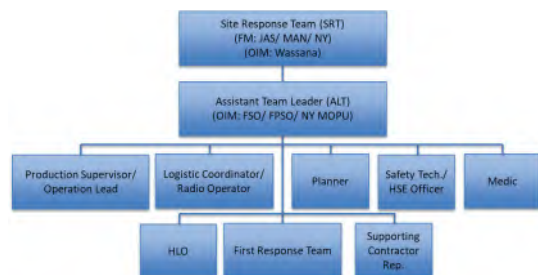 Site Response Team (SRT)
(FM: JAS/ MAN/ NY)
(OIM: Wassana)
Assistant Team Leader (ALT)
(OIM: FSO/ FPSO/ NY MOPU)
Production Supervisor/
Operation Lead
Logistic Coordinator/
Radio Operator
Planner
Safety Tech./
HSE Officer
Medic
HLO
First Response Team
Supporting
Contractor
Rep.